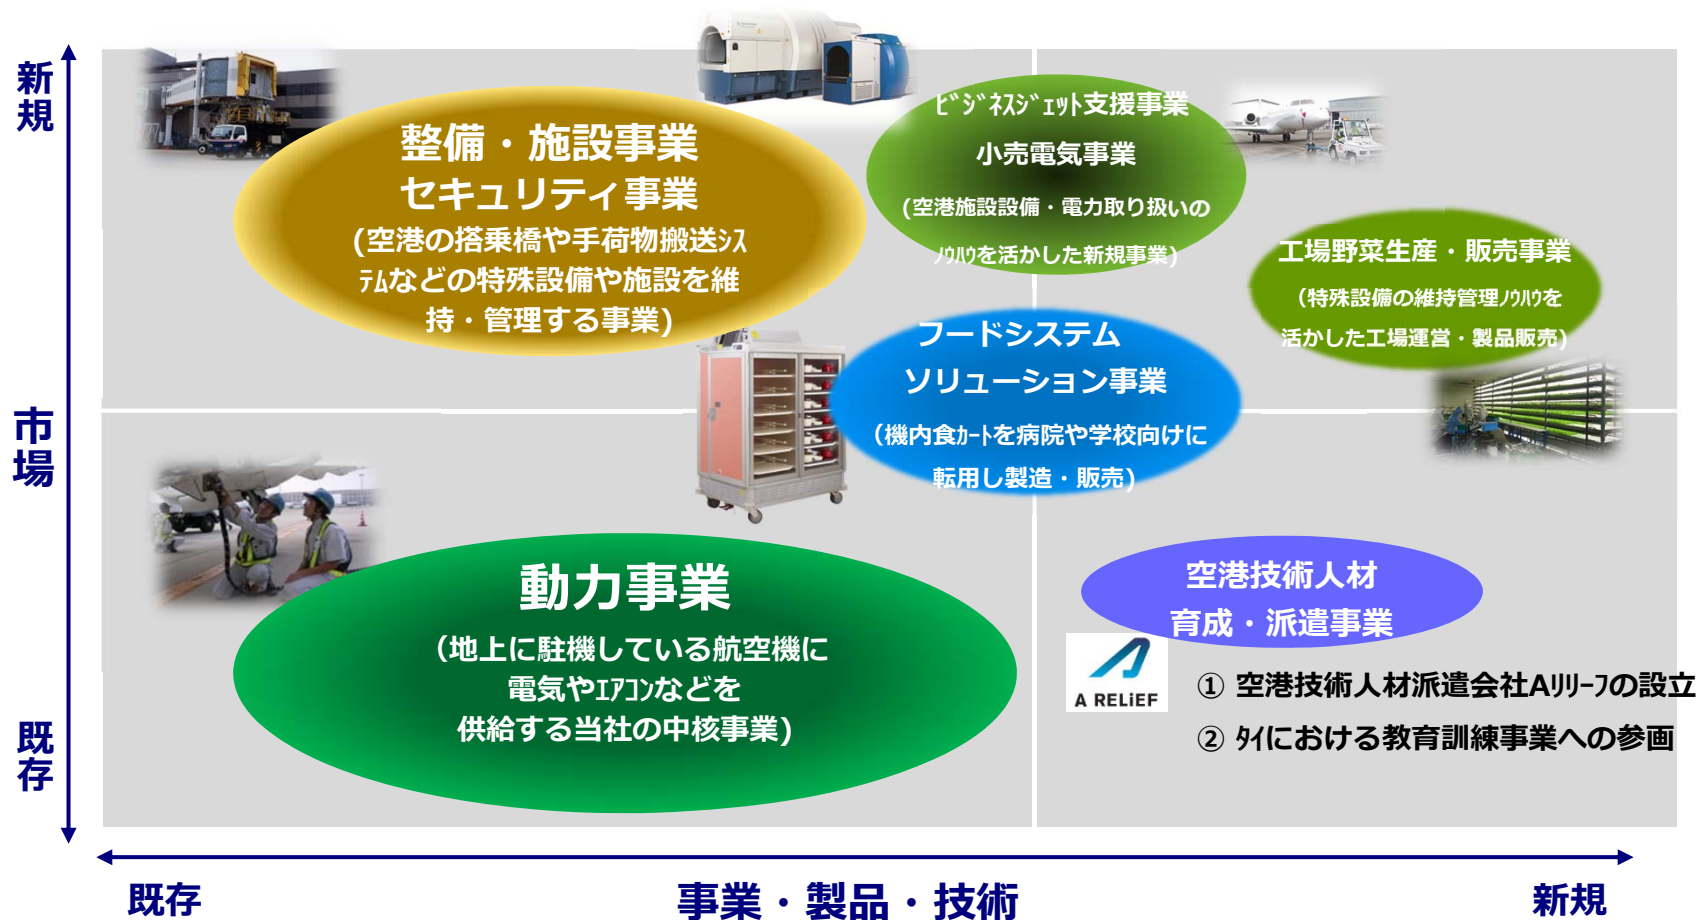 新規
市場
既存
整備・施設事業
セキュリティ事業
(空港の搭乗橋や手荷物搬送ｼｽ
ﾃﾑなどの特殊設備や施設を維
持・管理する事業)
ﾋﾞｼﾞﾈｽｼﾞｪｯﾄ支援事業
小売電気事業
(空港施設設備・電力取り扱いの
ﾉｳﾊｳを活かした新規事業)
工場野菜生産・販売事業
（特殊設備の維持管理ﾉｳﾊｳを
活かした工場運営・製品販売)
フードシステム
ソリューション事業
（機内食ｶｰﾄを病院や学校向けに
転用し製造・販売)
動力事業
（地上に駐機している航空機に
電気やｴｱｺﾝなどを
供給する当社の中核事業)
空港技術人材
育成・派遣事業
A RELiEF
① 空港技術人材派遣会社Aﾘﾘｰﾌの設立
② ﾀｲにおける教育訓練事業への参画
既存
事業・製品・技術
新規